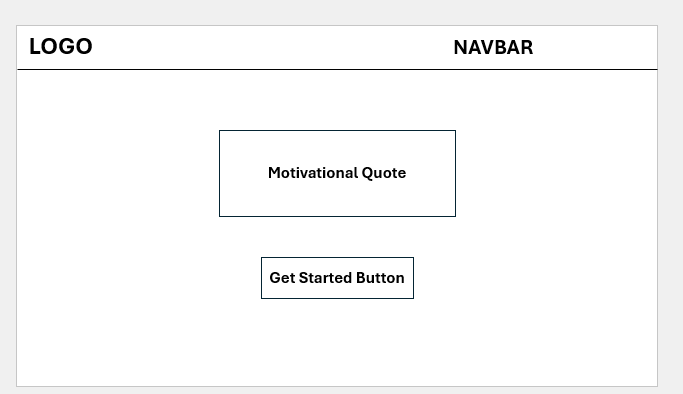 LOGO
NAVBAR
Motivational Quote
Get Started Button